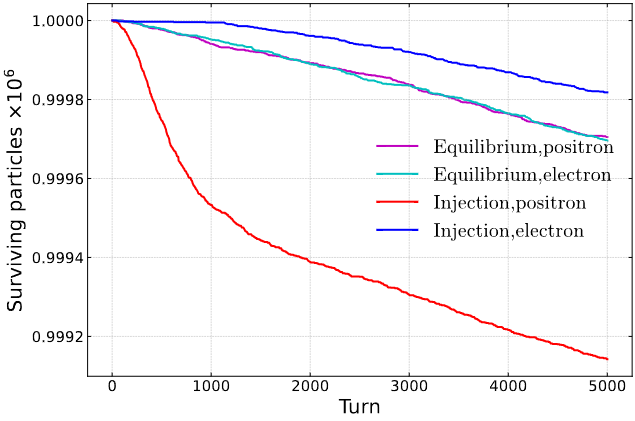 1.0000
0.9998
0.9996
0.9994
0.9992
Surviving particles ×10⁶
Equilibrium,positron
Equilibrium,electron
Injection,positron
Injection,electron
0 1000 2000 3000 4000 5000
Turn